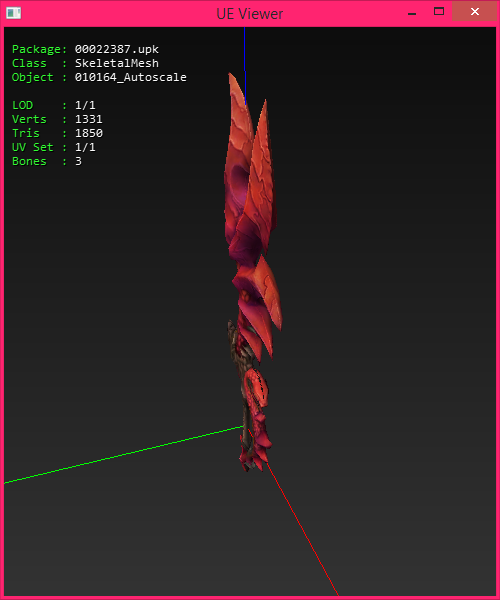 UE Viewer
Package: 00022387.upk
Class : SkeletalMesh
Object : 010164_Autoscale
LOD : 1/1
Verts : 1331
Tris : 1850
UV Set : 1/1
Bones : 3